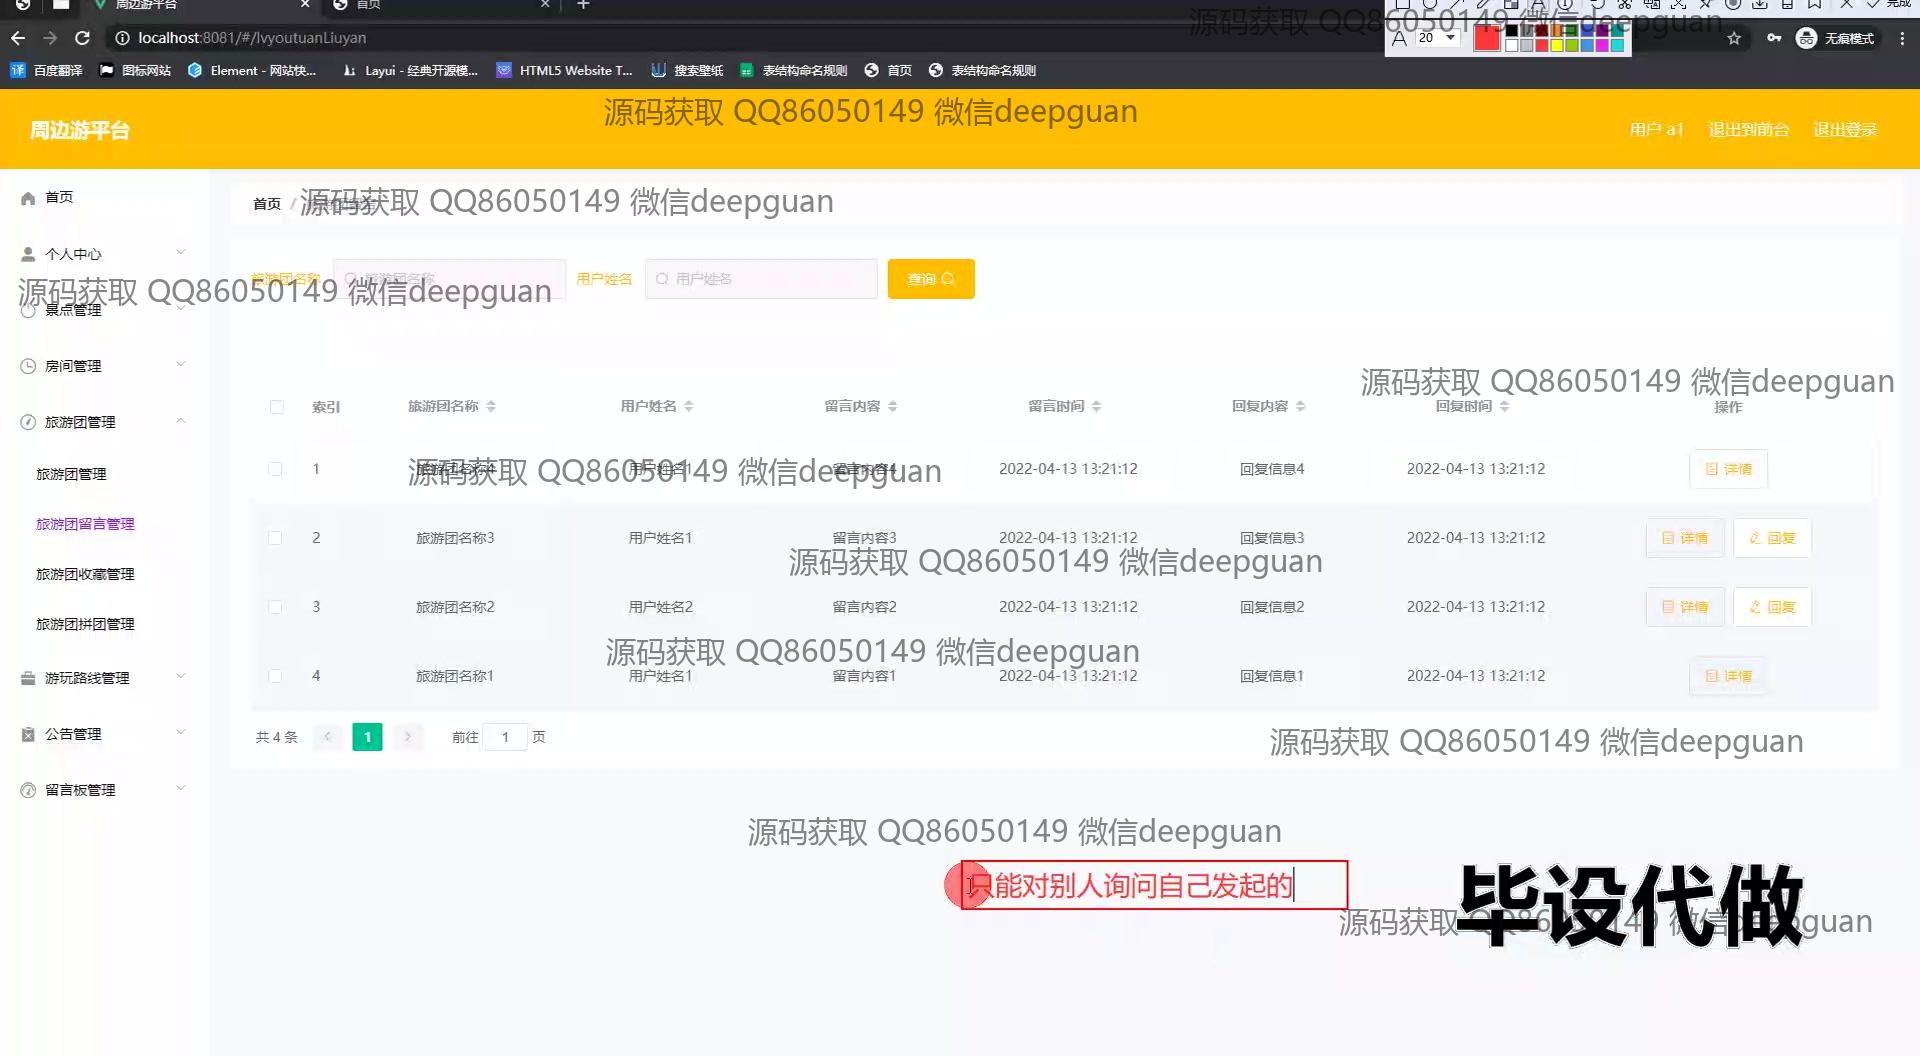 周边游平台
首页
完成
localhost:8081/#/lvyoutuanLiuyan
20
无痕模式
百度翻译
图标网站
Element - 网站快...
Layui - 经典开源模...
HTML5 Website T...
搜索壁纸
表结构命名规则
首页
表结构命名规则
源码获取 QQ86050149 微信deepguan
源码获取 QQ86050149 微信deepguan
周边游平台
用户 a1
退出到前台
退出登录
首页
个人中心
景点管理
房间管理
旅游团管理
旅游团管理
旅游团留言管理
旅游团收藏管理
旅游团拼团管理
游玩路线管理
公告管理
留言板管理
首页 /
源码获取 QQ86050149 微信deepguan
源码获取 QQ86050149 微信deepguan
旅游团名称
旅游团名称
用户姓名
用户姓名
查询
源码获取 QQ86050149 微信deepguan
索引 旅游团名称 用户姓名 留言内容 留言时间 回复内容 回复时间 操作
1 旅游团名称4 用户姓名1 留言内容4 2022-04-13 13:21:12 回复信息4 2022-04-13 13:21:12 详情
源码获取 QQ86050149 微信deepguan
2 旅游团名称3 用户姓名1 留言内容3 2022-04-13 13:21:12 回复信息3 2022-04-13 13:21:12 详情 回复
源码获取 QQ86050149 微信deepguan
3 旅游团名称2 用户姓名2 留言内容2 2022-04-13 13:21:12 回复信息2 2022-04-13 13:21:12 详情 回复
源码获取 QQ86050149 微信deepguan
4 旅游团名称1 用户姓名1 留言内容1 2022-04-13 13:21:12 回复信息1 2022-04-13 13:21:12 详情
共 4 条 1 前往 1 页
源码获取 QQ86050149 微信deepguan
源码获取 QQ86050149 微信deepguan
只能对别人询问自己发起的
毕设代做
源码获取 QQ86050149 微信deepguan